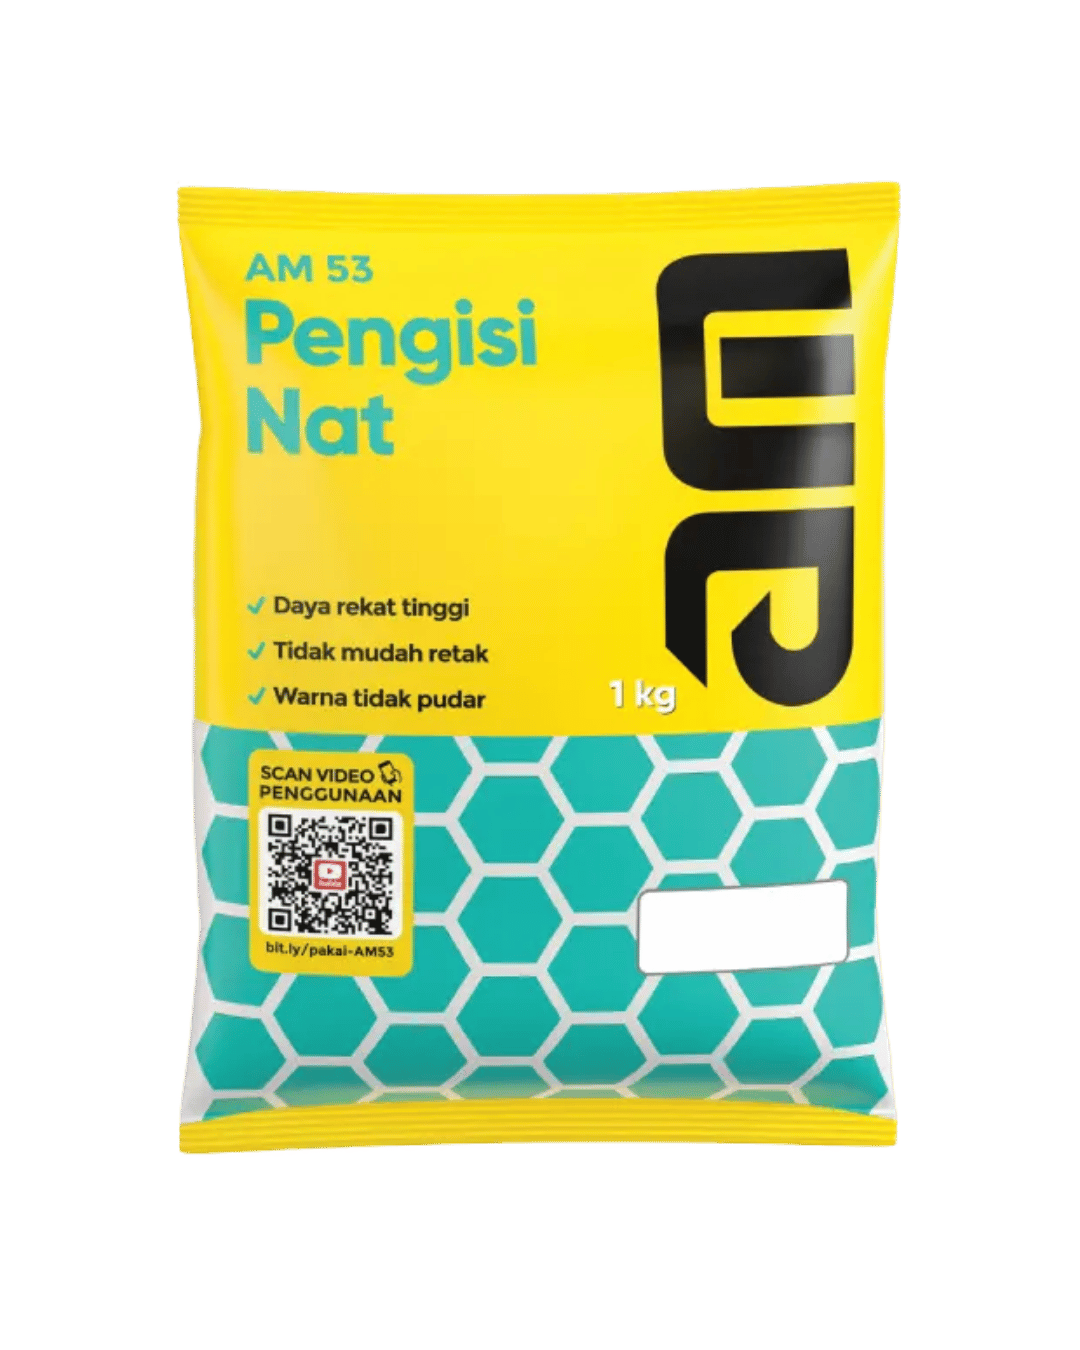 AM 53
Pengisi
Nat
AM
Daya rekat tinggi
Tidak mudah retak
Warna tidak pudar
1 kg
SCAN VIDEO
PENGGUNAAN
bit.ly/pakai-AM53